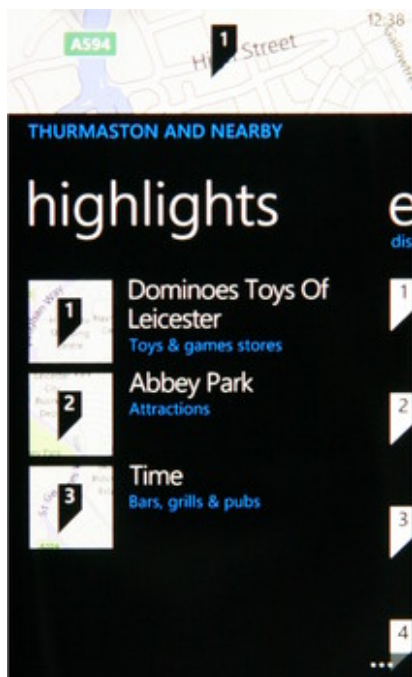 12:38
A594
1
High Street
THURMASTON AND NEARBY
highlights
e
dis
1
Dominoes Toys Of
Leicester
Toys & games stores
1
2
Abbey Park
Attractions
2
3
Time
Bars, grills & pubs
3
4
...